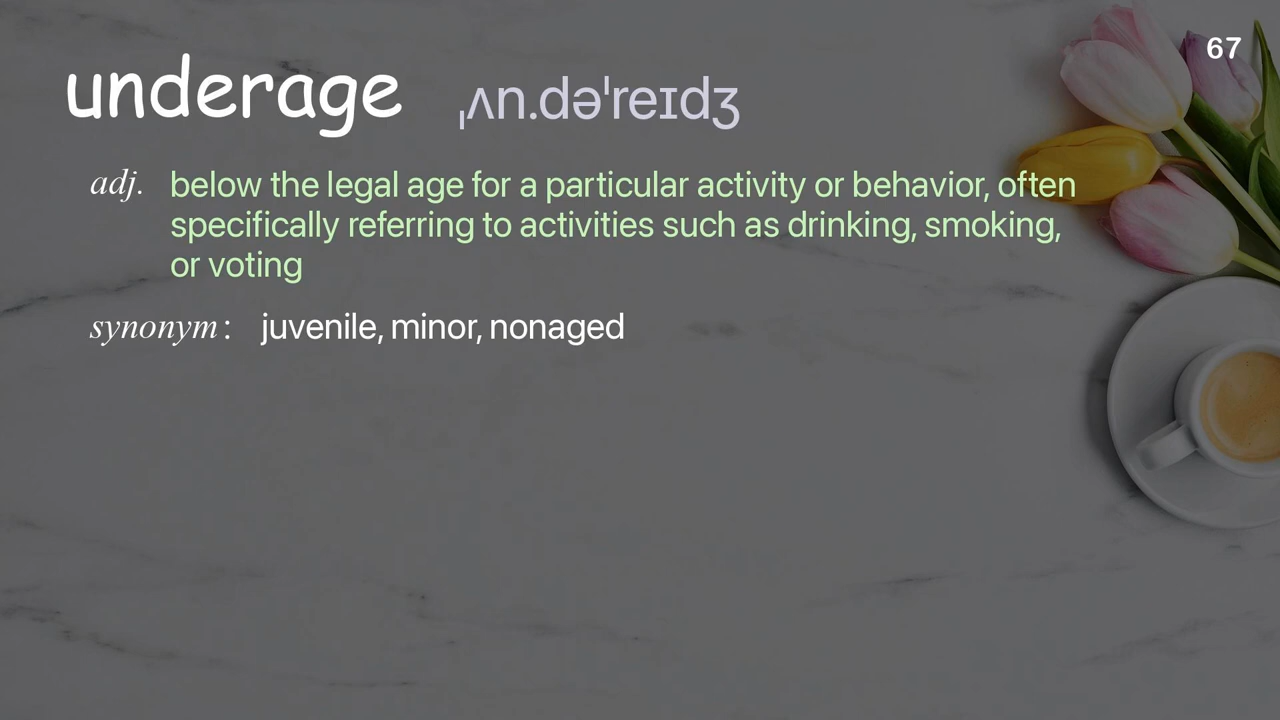 67
underage ˌʌn.dəˈreɪdʒ
adj. below the legal age for a particular activity or behavior, often
specifically referring to activities such as drinking, smoking,
or voting
synonym : juvenile, minor, nonaged